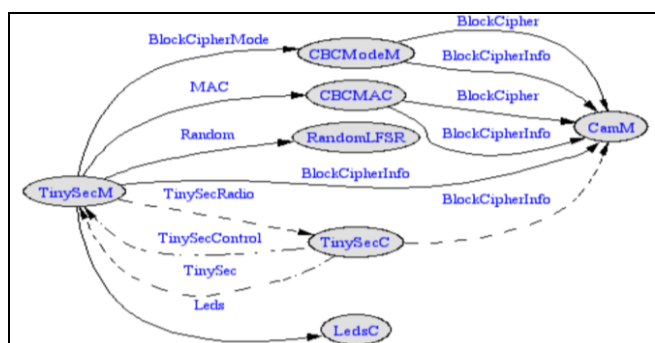 BlockCipherMode
BlockCipher
CBCModeM
BlockCipherInfo
MAC
BlockCipher
CBCMAC
CamM
Random
BlockCipherInfo
RandomLFSR
BlockCipherInfo
TinySecM
TinySecRadio
BlockCipherInfo
TinySecControl
TinySecC
TinySec
Leds
LedsC